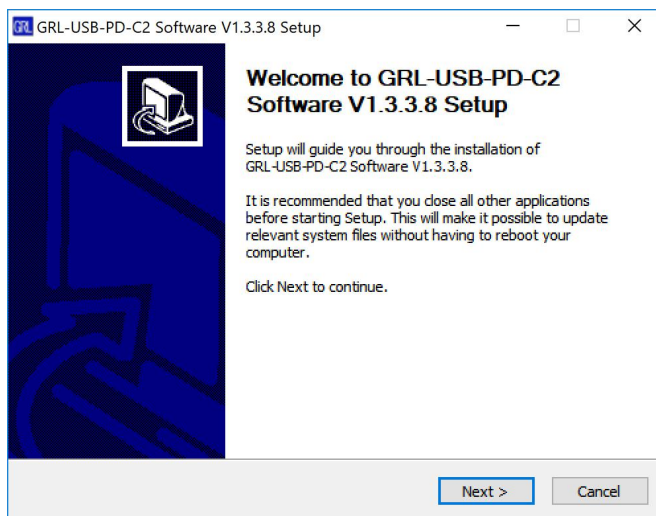 GRL GRL-USB-PD-C2 Software V1.3.3.8 Setup
Welcome to GRL-USB-PD-C2
Software V1.3.3.8 Setup
Setup will guide you through the installation of
GRL-USB-PD-C2 Software V1.3.3.8.
It is recommended that you close all other applications
before starting Setup. This will make it possible to update
relevant system files without having to reboot your
computer.
Click Next to continue.
Next >
Cancel